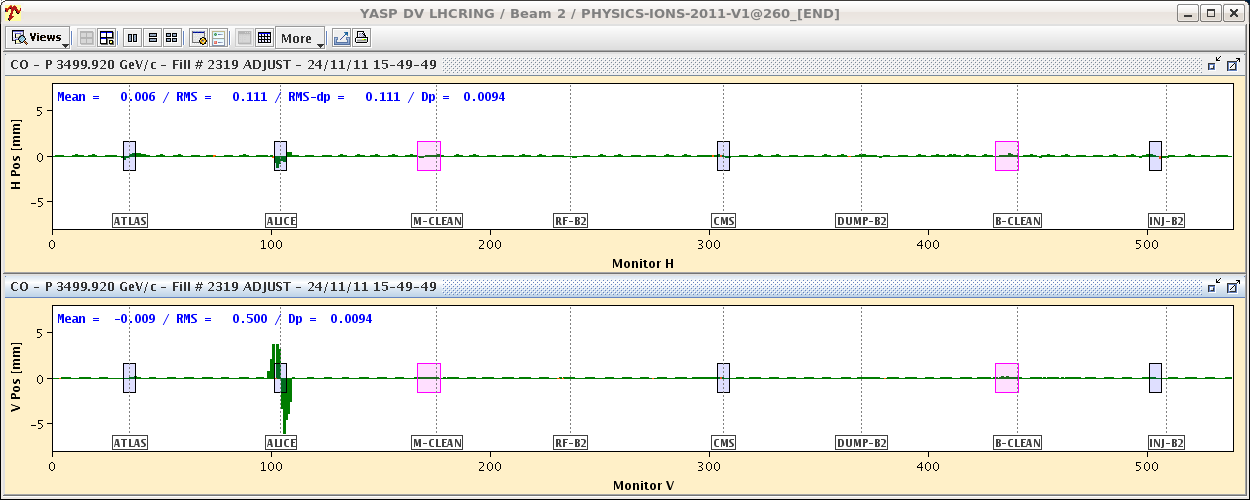 YASP DV LHCRING / Beam 2 / PHYSICS-IONS-2011-V1@260_[END]
Views More
CO - P 3499.920 GeV/c - Fill # 2319 ADJUST - 24/11/11 15-49-49
Mean = 0.006 / RMS = 0.111 / RMS-dp = 0.111 / Dp = 0.0094
H Pos [mm]
5
0
-5
ATLAS ALICE M-CLEAN RF-B2 CMS DUMP-B2 B-CLEAN INJ-B2
0 100 200 300 400 500
Monitor H
CO - P 3499.920 GeV/c - Fill # 2319 ADJUST - 24/11/11 15-49-49
Mean = -0.009 / RMS = 0.500 / Dp = 0.0094
V Pos [mm]
5
0
-5
ATLAS ALICE M-CLEAN RF-B2 CMS DUMP-B2 B-CLEAN INJ-B2
0 100 200 300 400 500
Monitor V